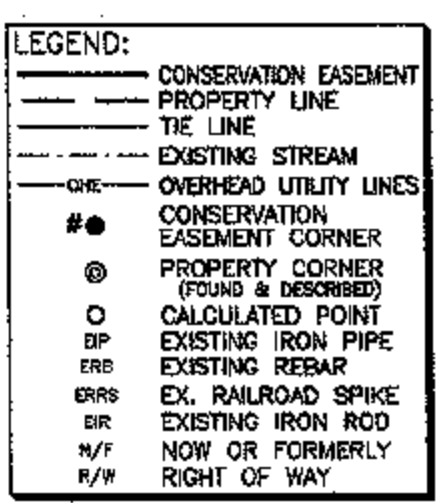 LEGEND:
CONSERVATION EASEMENT
PROPERTY LINE
TIE LINE
EXISTING STREAM
OHE OVERHEAD UTILITY LINES
#● CONSERVATION
EASEMENT CORNER
PROPERTY CORNER
(FOUND & DESCRIBED)
CALCULATED POINT
EIP EXISTING IRON PIPE
ERB EXISTING REBAR
ERRS EX. RAILROAD SPIKE
EIR EXISTING IRON ROD
N/F NOW OR FORMERLY
R/W RIGHT OF WAY